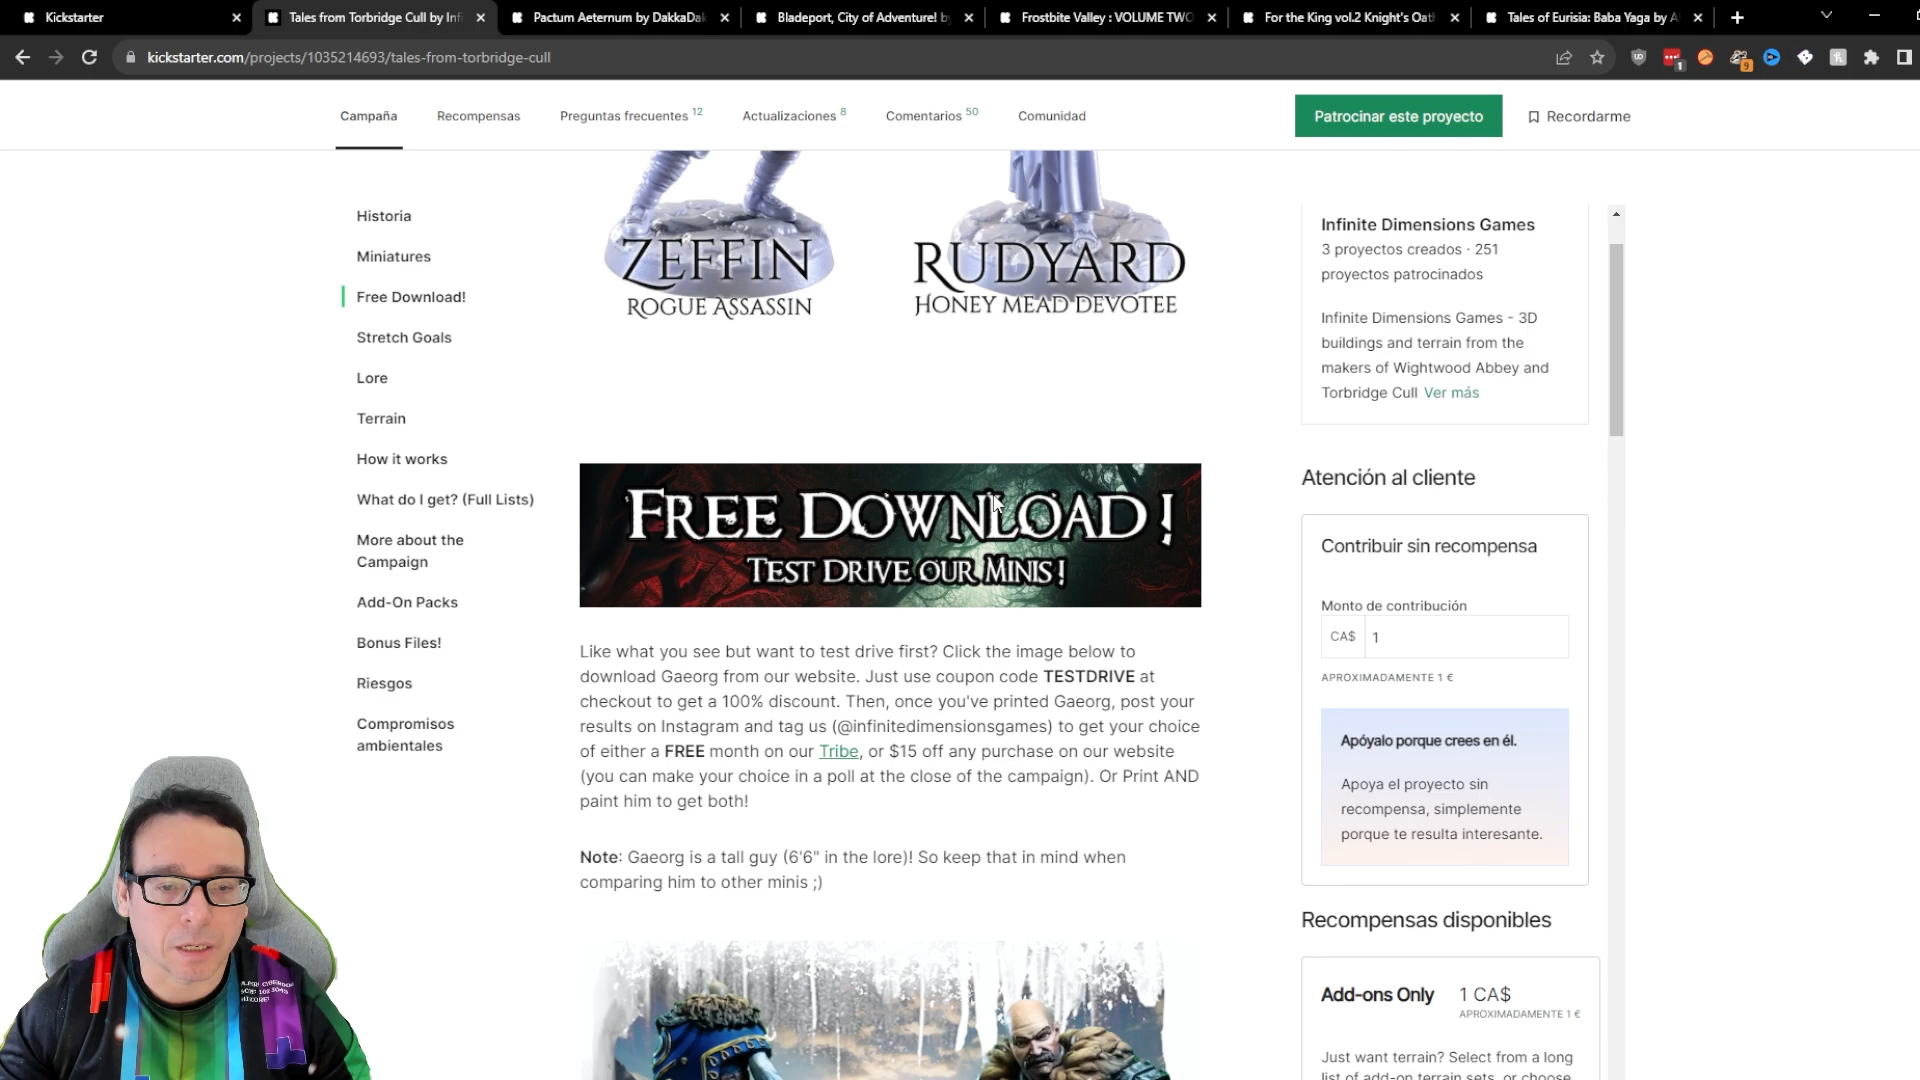 Kickstarter
Tales from Torbridge Cull by Inf
Pactum Aeternum by DakkaDak
Bladeport, City of Adventure! b
Frostbite Valley : VOLUME TWO
For the King vol.2 Knight's Oath
Tales of Eurisia: Baba Yaga by A
kickstarter.com/projects/1035214693/tales-from-torbridge-cull
1
9
Campaña
Recompensas
Preguntas frecuentes 12
Actualizaciones 8
Comentarios 50
Comunidad
Patrocinar este proyecto
Recordarme
Historia
Miniatures
Free Download!
Stretch Goals
Lore
Terrain
How it works
What do I get? (Full Lists)
More about the
Campaign
Add-On Packs
Bonus Files!
Riesgos
Compromisos
ambientales
ZEFFIN
ROGUE ASSASSIN
RUDYARD
HONEY MEAD DEVOTEE
FREE DOWNLOAD!
TEST DRIVE OUR MINIS!
Like what you see but want to test drive first? Click the image below to
download Gaeorg from our website. Just use coupon code TESTDRIVE at
checkout to get a 100% discount. Then, once you've printed Gaeorg, post your
results on Instagram and tag us (@infinitedimensionsgames) to get your choice
of either a FREE month on our Tribe, or $15 off any purchase on our website
(you can make your choice in a poll at the close of the campaign). Or Print AND
paint him to get both!
Note: Gaeorg is a tall guy (6'6" in the lore)! So keep that in mind when
comparing him to other minis ;)
Infinite Dimensions Games
3 proyectos creados · 251
proyectos patrocinados
Infinite Dimensions Games - 3D
buildings and terrain from the
makers of Wightwood Abbey and
Torbridge Cull Ver más
Atención al cliente
Contribuir sin recompensa
Monto de contribución
CA$ 1
APROXIMADAMENTE 1 €
Apóyalo porque crees en él.
Apoya el proyecto sin
recompensa, simplemente
porque te resulta interesante.
Recompensas disponibles
Add-ons Only 1 CA$
APROXIMADAMENTE 1 €
Just want terrain? Select from a long
list of add-on terrain sets, or choose